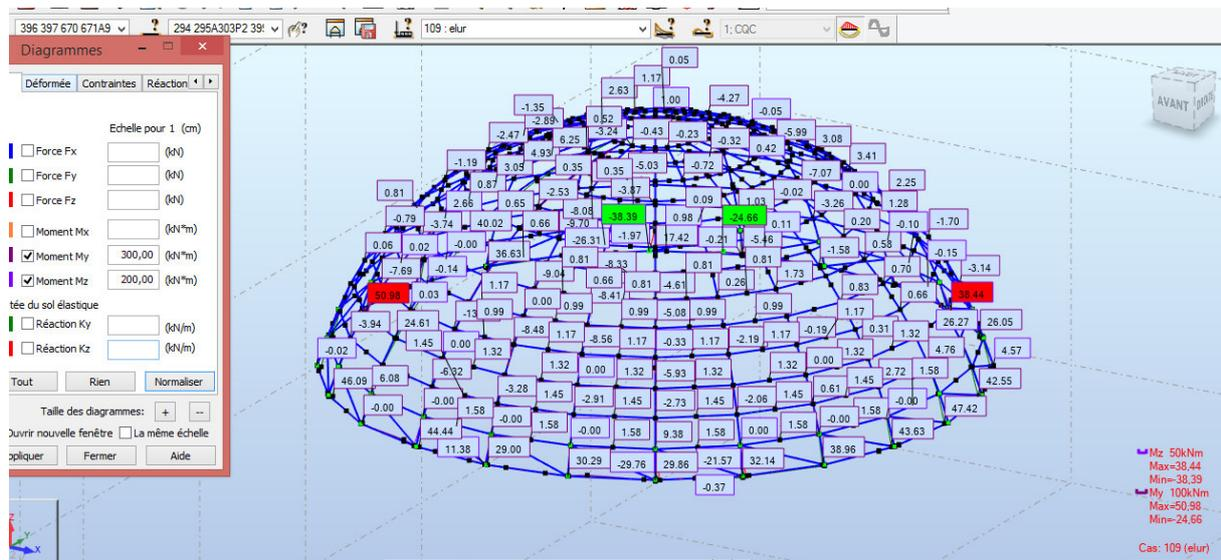 396 397 670 671A9
294 295A303P2 39
109 : elur
1; CQC
Diagrammes
Déformée Contraintes Réaction
Echelle pour 1 (cm)
Force Fx (kN)
Force Fy (kN)
Force Fz (kN)
Moment Mx (kN*m)
Moment My 300,00 (kN*m)
Moment Mz 200,00 (kN*m)
tée du sol élastique
Réaction Ky (kN/m)
Réaction Kz (kN/m)
Tout Rien Normaliser
Taille des diagrammes: + --
Ouvrir nouvelle fenêtre La même échelle
ppliquer Fermer Aide
AVANT DROITE
0.05
1.17
2.63 1.00 -4.27
-1.35 -0.05
-2.89 0.52
-2.47 6.25 -3.24 -0.43 -0.23 -0.32 -5.99 3.08
4.93 0.42 3.41
-1.19 3.05 0.35 0.35 -5.03 -0.72 -7.07
0.81 0.87 -2.53 -3.87 -0.02 0.00 2.25
2.66 0.65 0.09 1.03 -3.26 1.28
-0.79 -3.74 40.02 0.66 -8.08 -9.70 -38.39 0.98 -24.66 0.11 0.20 -0.10 -1.70
0.06 0.02 -0.00 -26.31 -1.97 17.42 -0.21 -5.46 -1.58 0.58 -0.15
36.63
-7.69 -0.14 -9.04 0.81 -8.33 0.81 0.81 1.73 0.70 -3.14
50.98 0.03 1.17 0.66 0.81 -4.61 0.26 0.83 0.66 38.44
0.00 -8.41
-3.94 24.61 0.99 0.99 0.99 -5.08 0.99 0.99 1.17 26.27 26.05
-8.48 1.17 -8.56 1.17 -0.33 1.17 -2.19 1.17 -0.19 0.31 1.32
-0.02 1.45 0.00 1.32 1.32 4.76 4.57
46.09 6.08 -6.32 1.32 0.00 1.32 -5.93 1.32 1.32 0.00 2.72 1.58 42.55
-3.28 1.45 -2.91 1.45 -2.73 1.45 -2.06 1.45 0.61 1.45
-0.00 -0.00 1.58 -0.00 47.42
44.44 -0.00 1.58 -0.00 1.58 9.38 1.58 -0.00 1.58 -0.00 1.58 43.63
11.38 29.00 30.29 -29.76 29.86 -21.57 32.14 38.96
-0.37
Mz 50kNm
Max=38,44
Min=-38,39
My 100kNm
Max=50,98
Min=-24,66
Cas: 109 (elur)
Z
Y
X